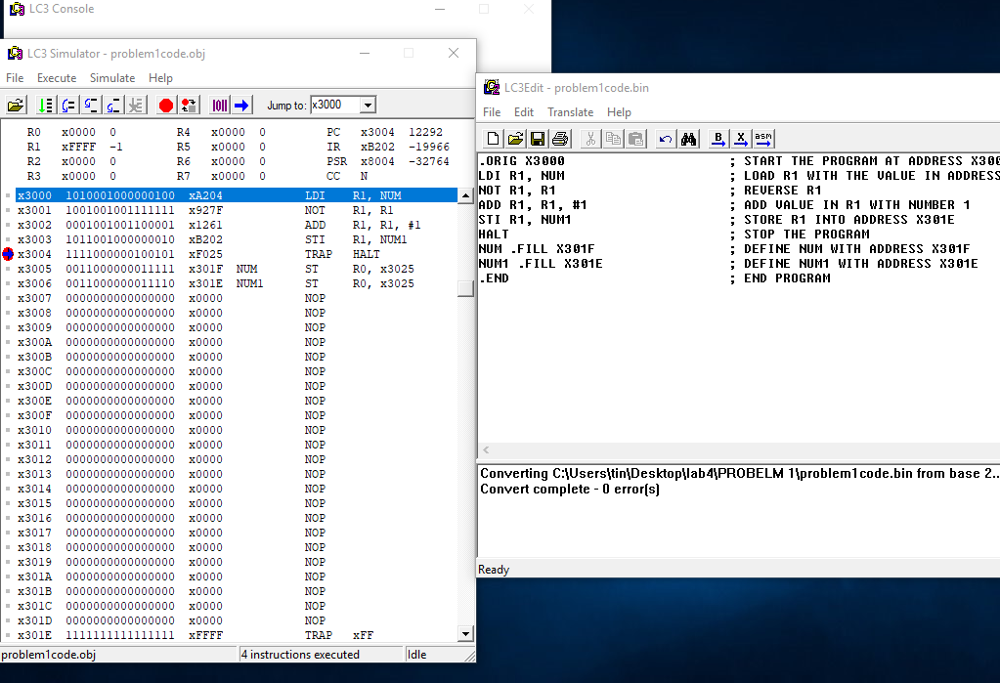 LC3 Console
LC3 Simulator - problem1code.obj
File Execute Simulate Help
Jump to: x3000
R0 x0000 0 R4 x0000 0 PC x3004 12292
R1 xFFFF -1 R5 x0000 0 IR xB202 -19966
R2 x0000 0 R6 x0000 0 PSR x8004 -32764
R3 x0000 0 R7 x0000 0 CC N
x3000 1010001000000100 xA204 LDI R1, NUM
x3001 1001001001111111 x927F NOT R1, R1
x3002 0001001001100001 x1261 ADD R1, R1, #1
x3003 1011001000000010 xB202 STI R1, NUM1
x3004 1111000000100101 xF025 TRAP HALT
x3005 0011000000011111 x301F NUM ST R0, x3025
x3006 0011000000011110 x301E NUM1 ST R0, x3025
x3007 0000000000000000 x0000 NOP
x3008 0000000000000000 x0000 NOP
x3009 0000000000000000 x0000 NOP
x300A 0000000000000000 x0000 NOP
x300B 0000000000000000 x0000 NOP
x300C 0000000000000000 x0000 NOP
x300D 0000000000000000 x0000 NOP
x300E 0000000000000000 x0000 NOP
x300F 0000000000000000 x0000 NOP
x3010 0000000000000000 x0000 NOP
x3011 0000000000000000 x0000 NOP
x3012 0000000000000000 x0000 NOP
x3013 0000000000000000 x0000 NOP
x3014 0000000000000000 x0000 NOP
x3015 0000000000000000 x0000 NOP
x3016 0000000000000000 x0000 NOP
x3017 0000000000000000 x0000 NOP
x3018 0000000000000000 x0000 NOP
x3019 0000000000000000 x0000 NOP
x301A 0000000000000000 x0000 NOP
x301B 0000000000000000 x0000 NOP
x301C 0000000000000000 x0000 NOP
x301D 0000000000000000 x0000 NOP
x301E 1111111111111111 xFFFF TRAP xFF
problem1code.obj 4 instructions executed Idle
LC3Edit - problem1code.bin
File Edit Translate Help
B X asm
.ORIG X3000 ; START THE PROGRAM AT ADDRESS X300
LDI R1, NUM ; LOAD R1 WITH THE VALUE IN ADDRESS
NOT R1, R1 ; REVERSE R1
ADD R1, R1, #1 ; ADD VALUE IN R1 WITH NUMBER 1
STI R1, NUM1 ; STORE R1 INTO ADDRESS X301E
HALT ; STOP THE PROGRAM
NUM .FILL X301F ; DEFINE NUM WITH ADDRESS X301F
NUM1 .FILL X301E ; DEFINE NUM1 WITH ADDRESS X301E
.END ; END PROGRAM
Converting C:\Users\tin\Desktop\lab4\PROBELM 1\problem1code.bin from base 2..
Convert complete - 0 error(s)
Ready